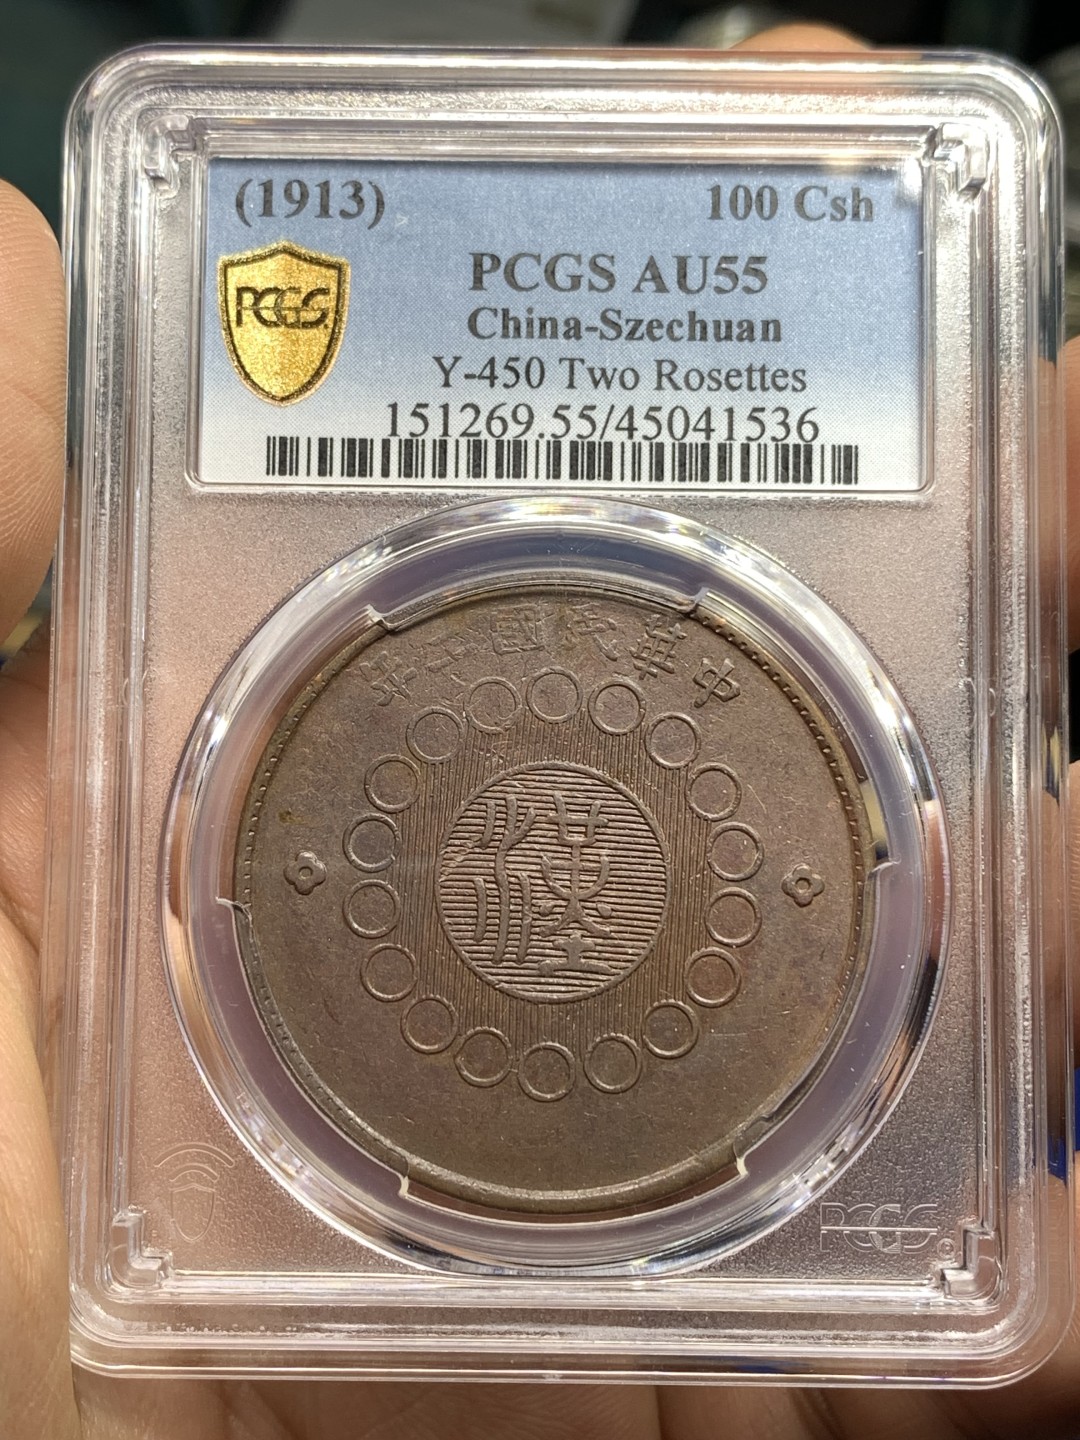 (1913) 100 Csh
PCGS AU55
PCGS
China-Szechuan
Y-450 Two Rosettes
151269.55/45041536
中華民國二年
漢
PCGS